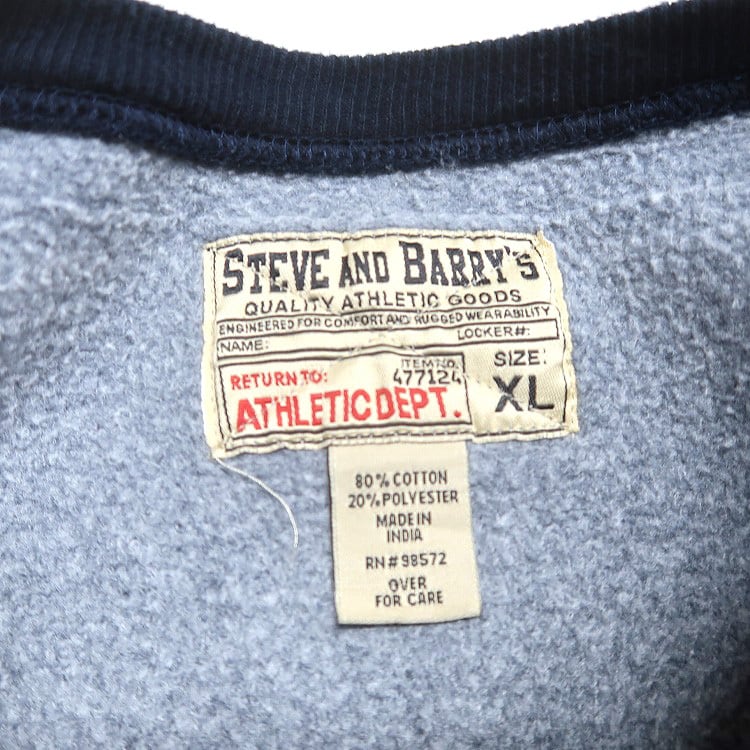 STEVE AND BARRY'S
QUALITY ATHLETIC GOODS
ENGINEERED FOR COMFORT AND RUGGED WEARABILITY
NAME: LOCKER#:
RETURN TO: ITEM NO. SIZE:
477124
ATHLETIC DEPT. XL
80% COTTON
20% POLYESTER
MADE IN
INDIA
RN# 98572
OVER
FOR CARE